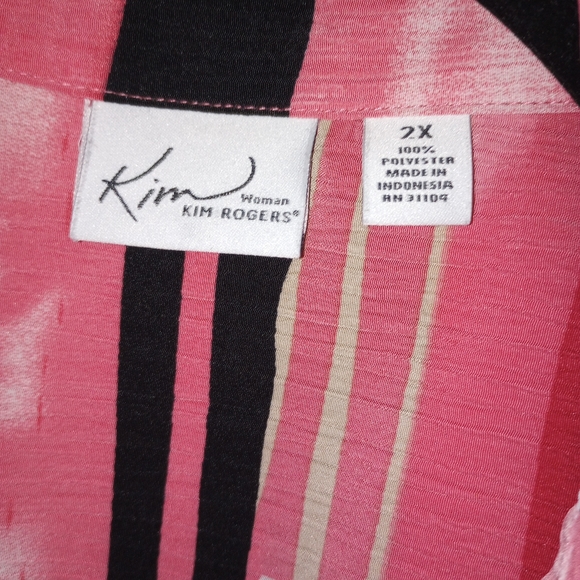 Kim
Woman
KIM ROGERS®
2X
100%
POLYESTER
MADE IN
INDONESIA
RN 31104